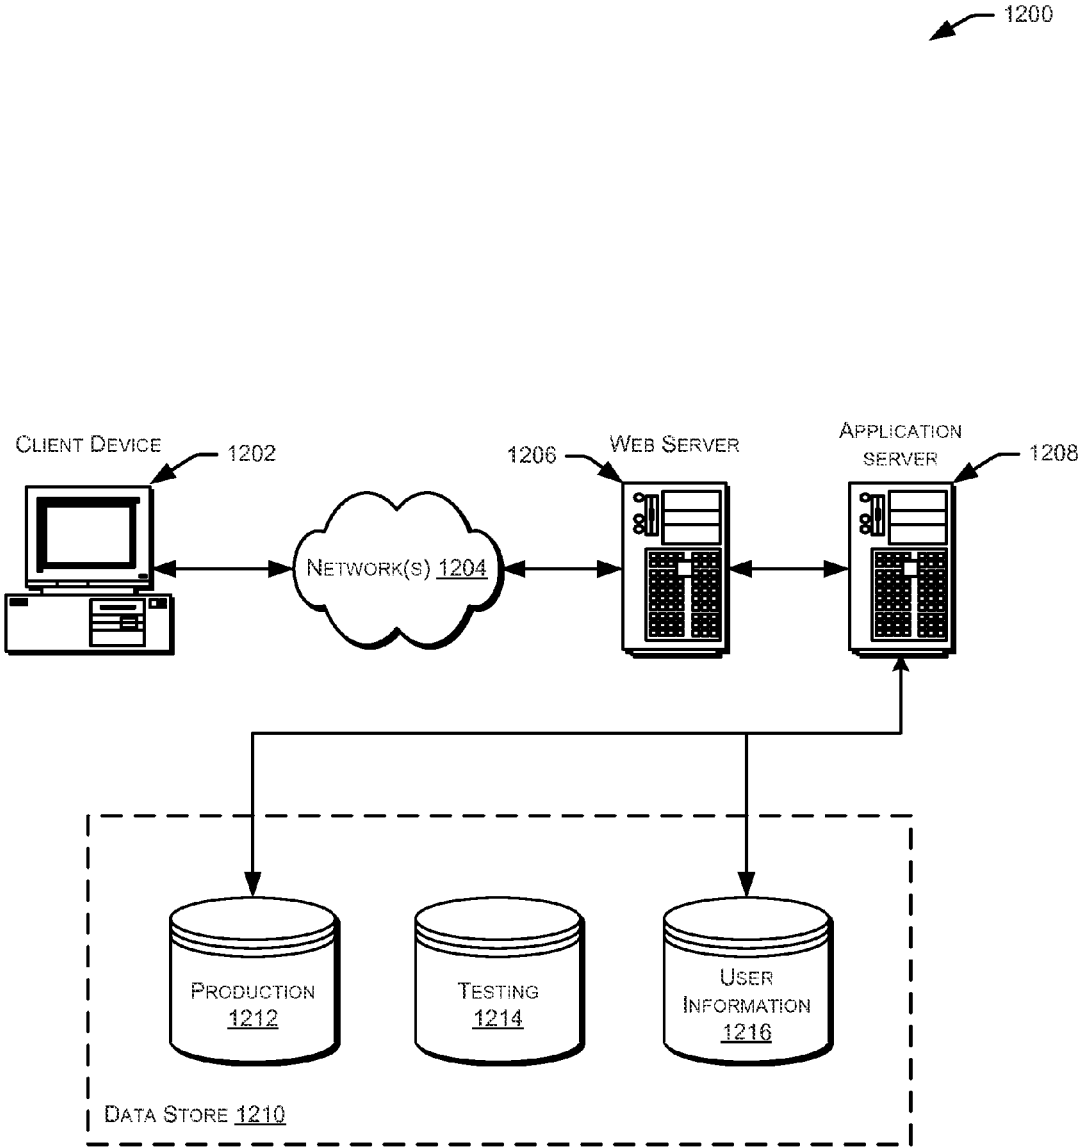 1200
CLIENT DEVICE
1202
1206
WEB SERVER
APPLICATION
SERVER
1208
NETWORK(S) 1204
PRODUCTION
1212
TESTING
1214
USER
INFORMATION
1216
DATA STORE 1210